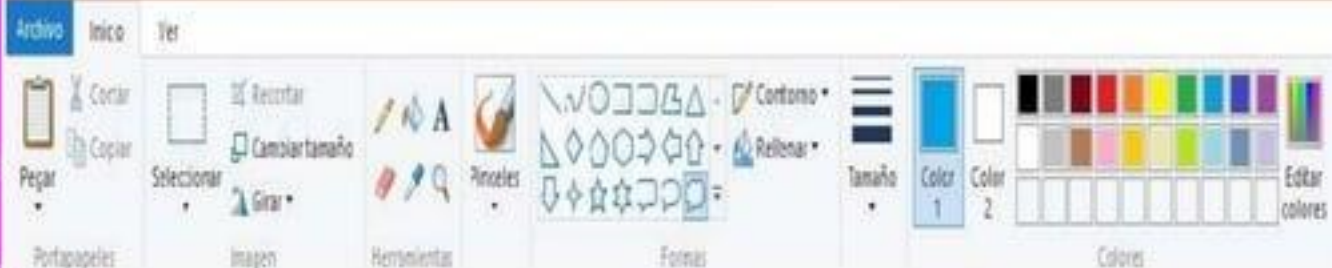 Archivo Inico Ver
Cortar Recortar Contorno
Copiar Cambiar tamaño Rellenar
Pegar Seleccionar Girar Pinceles Tamaño Color 1 Color 2 Editar colores
Portapapeles Imagen Herramientas Formas Colores